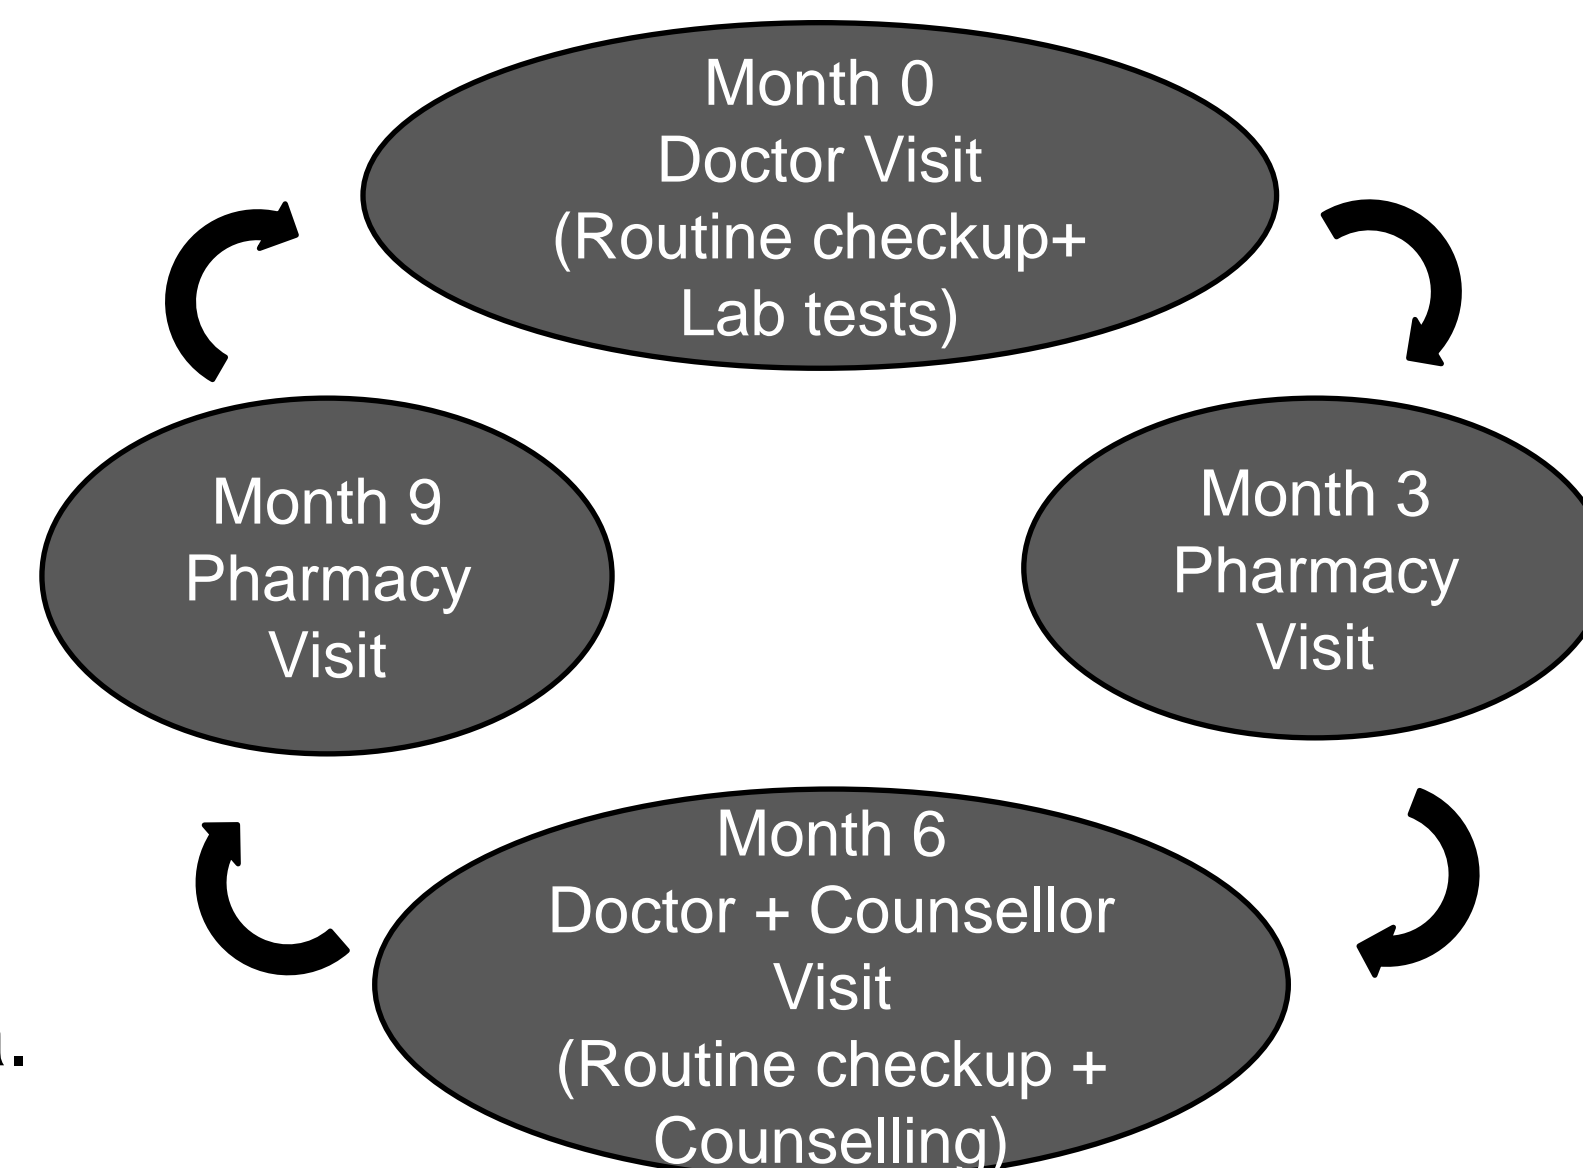 Month 0
Doctor Visit
(Routine checkup+
Lab tests)
Month 3
Pharmacy
Visit
Month 6
Doctor + Counsellor
Visit
(Routine checkup +
Counselling)
Month 9
Pharmacy
Visit